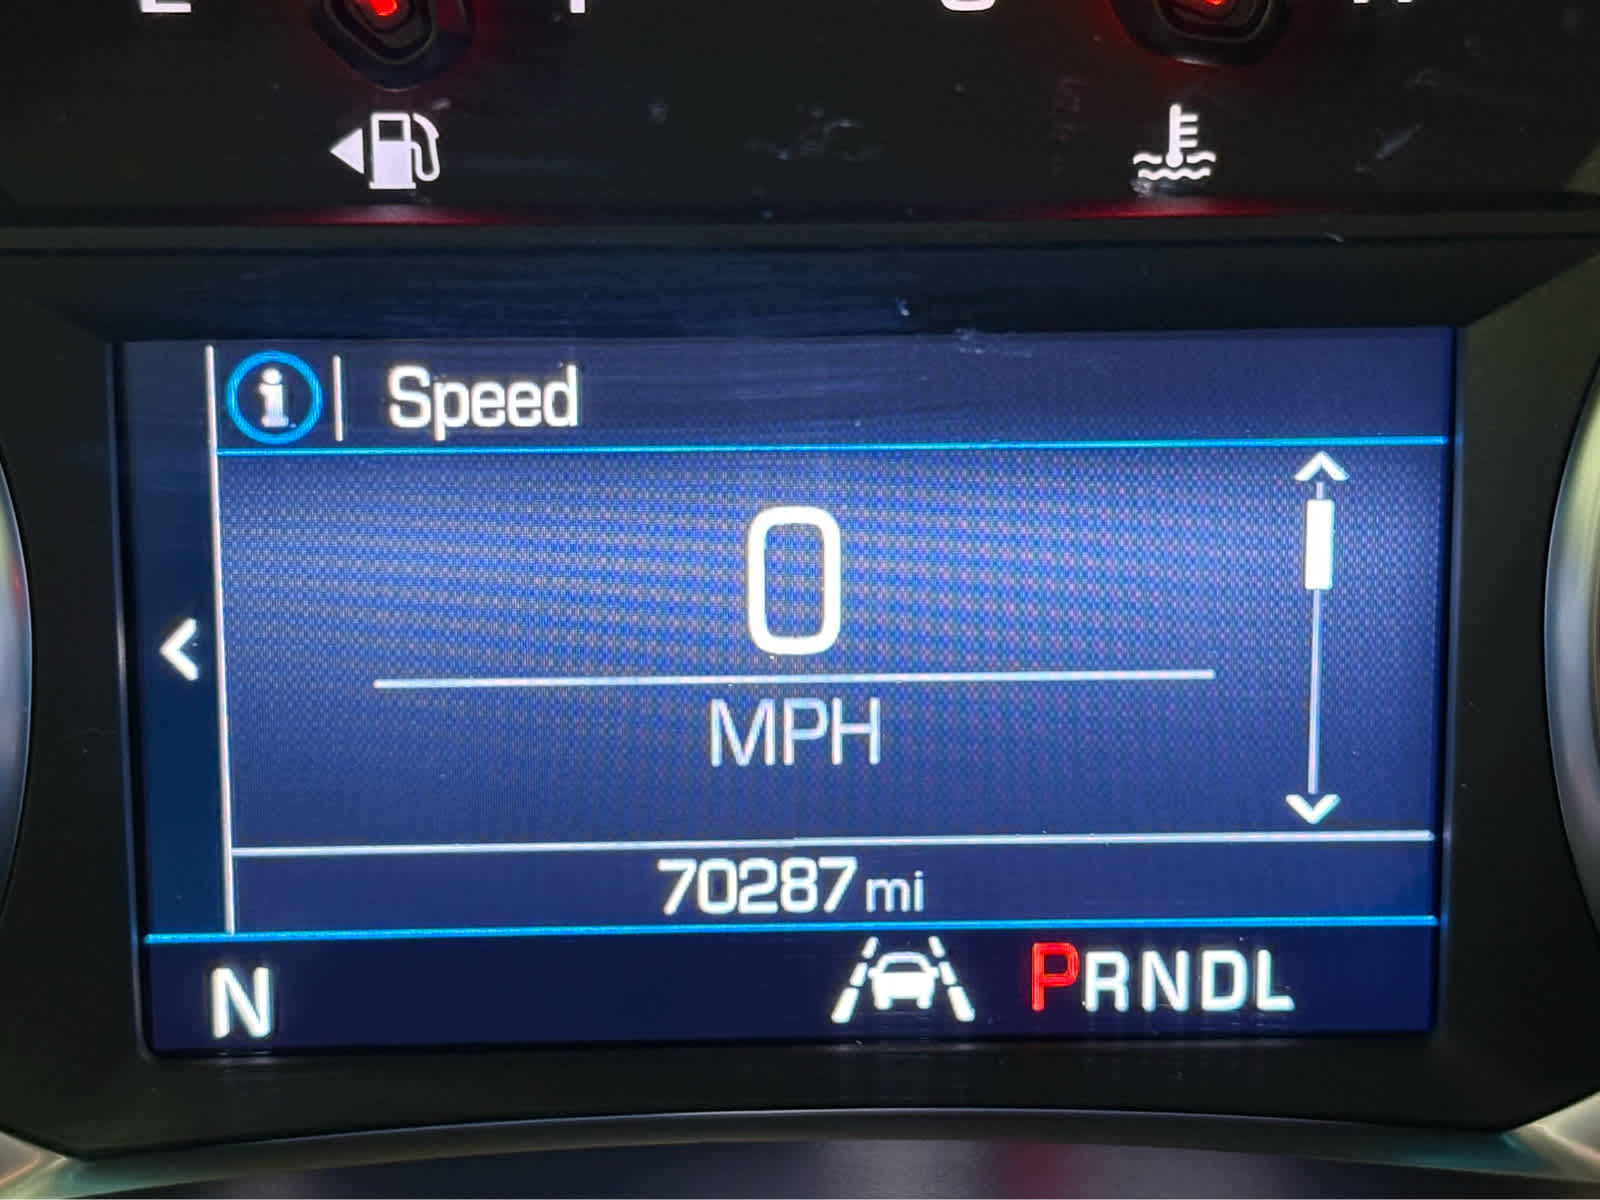 Speed
0
MPH
70287 mi
N PRNDL